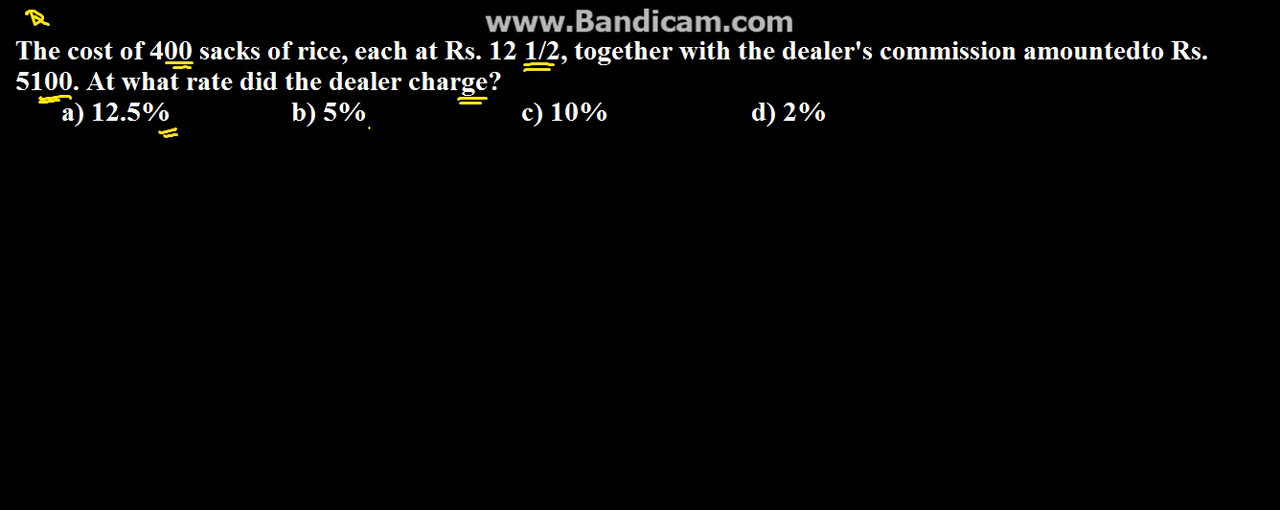 www.Bandicam.com
The cost of 400 sacks of rice, each at Rs. 12 1/2, together with the dealer's commission amountedto Rs.
5100. At what rate did the dealer charge?
a) 12.5% b) 5% c) 10% d) 2%